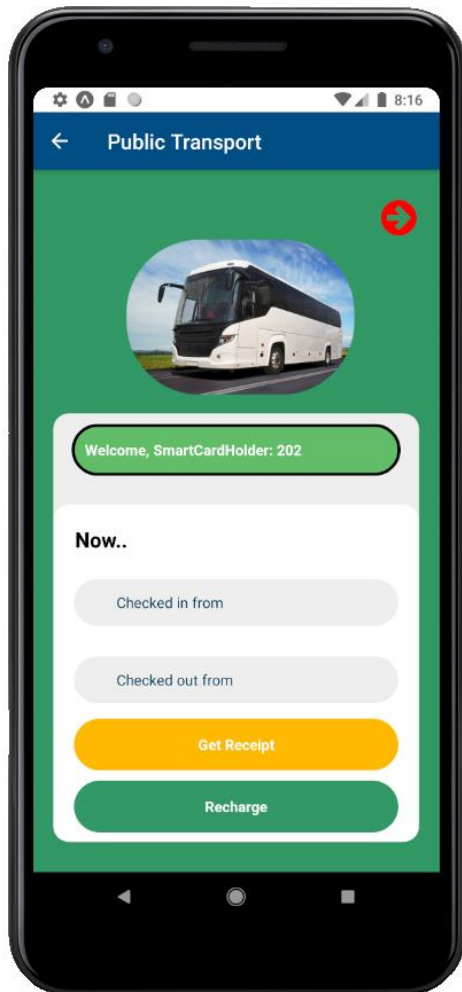 8:16
Public Transport
Welcome, SmartCardHolder: 202
Now..
Checked in from
Checked out from
Get Receipt
Recharge